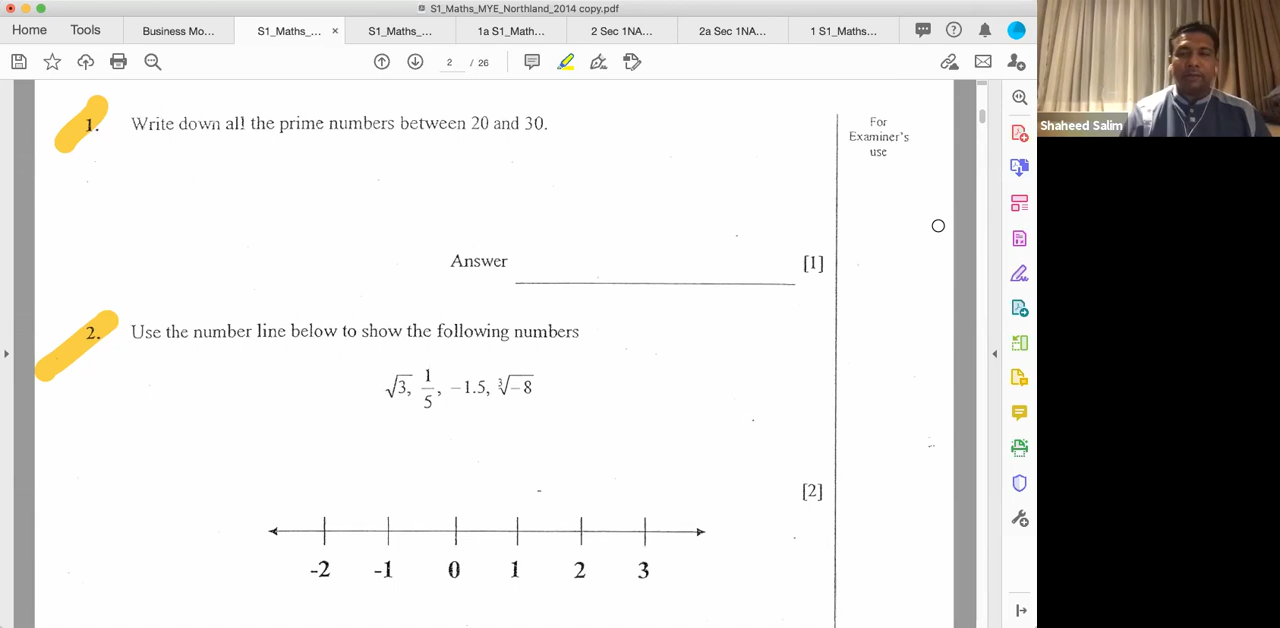 S1_Maths_MYE_Northland_2014 copy.pdf
Home Tools Business Mo... S1_Maths_... × S1_Maths_... 1a S1_Math... 2 Sec 1NA... 2a Sec 1NA... 1 S1_Maths...
2 / 26
Shaheed Salim
1. Write down all the prime numbers between 20 and 30.
For
Examiner's
use
Answer [1]
2. Use the number line below to show the following numbers
√3, 1/5, −1.5, ∛−8
[2]
-2 -1 0 1 2 3